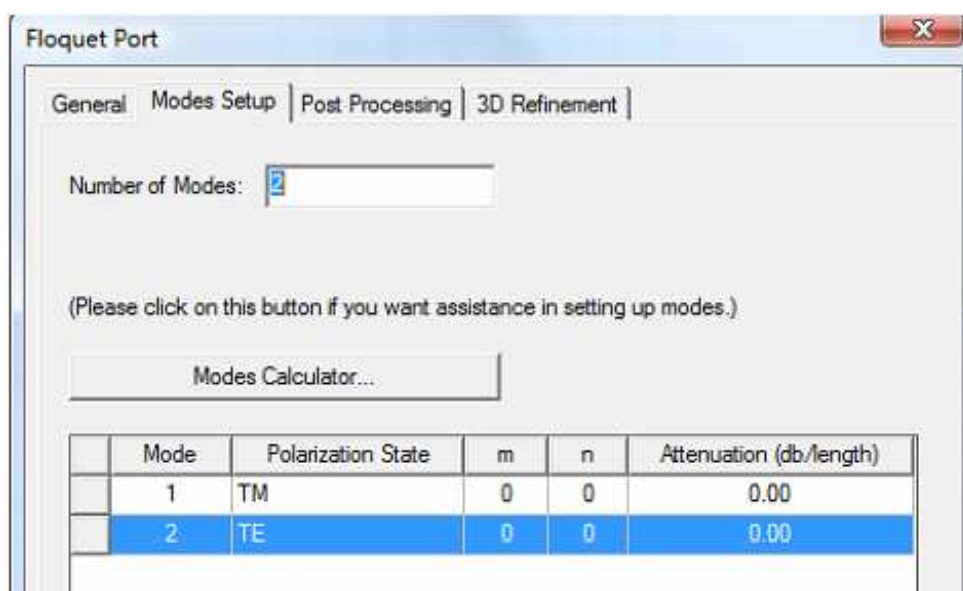 Floquet Port
General Modes Setup Post Processing 3D Refinement
Number of Modes: 2
(Please click on this button if you want assistance in setting up modes.)
Modes Calculator...
Mode Polarization State m n Attenuation (db/length)
1 TM 0 0 0.00
2 TE 0 0 0.00